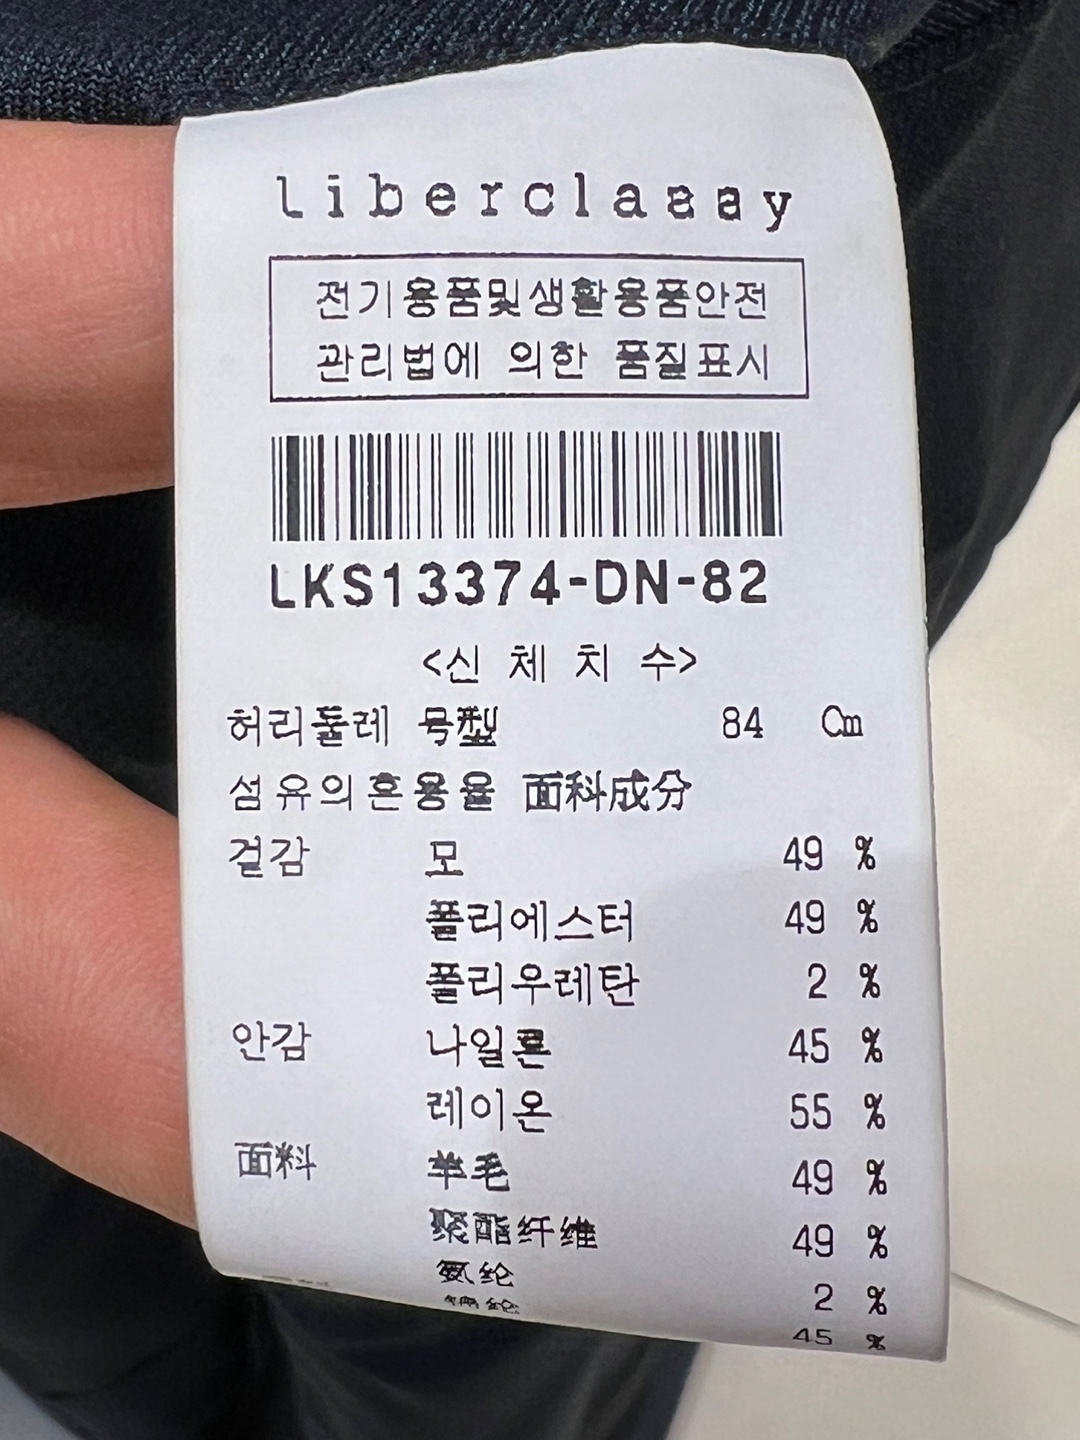 liberclassy
전기용품및생활용품안전
관리법에 의한 품질표시
LKS13374-DN-82
<신 체 치 수>
허리둘레 号型 84 Cm
섬유의혼용율 面料成分
겉감 모 49 %
폴리에스터 49 %
폴리우레탄 2 %
안감 나일론 45 %
레이온 55 %
面料 羊毛 49 %
聚酯纤维 49 %
氨纶 2 %
45 %